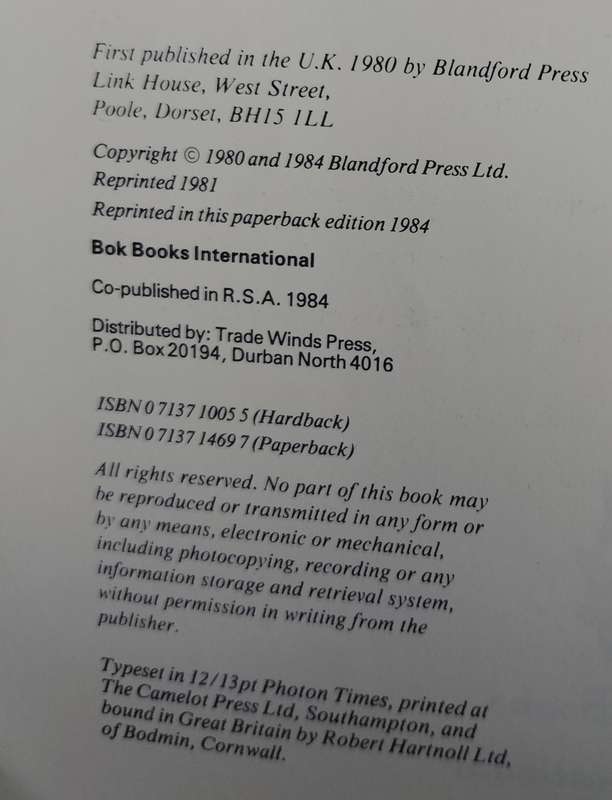 First published in the U.K. 1980 by Blandford Press
Link House, West Street,
Poole, Dorset, BH15 1LL
Copyright © 1980 and 1984 Blandford Press Ltd.
Reprinted 1981
Reprinted in this paperback edition 1984
Bok Books International
Co-published in R.S.A. 1984
Distributed by: Trade Winds Press,
P.O. Box 20194, Durban North 4016
ISBN 0 7137 1005 5 (Hardback)
ISBN 0 7137 1469 7 (Paperback)
All rights reserved. No part of this book may
be reproduced or transmitted in any form or
by any means, electronic or mechanical,
including photocopying, recording or any
information storage and retrieval system,
without permission in writing from the
publisher.
Typeset in 12/13pt Photon Times, printed at
The Camelot Press Ltd, Southampton, and
bound in Great Britain by Robert Hartnoll Ltd,
of Bodmin, Cornwall.